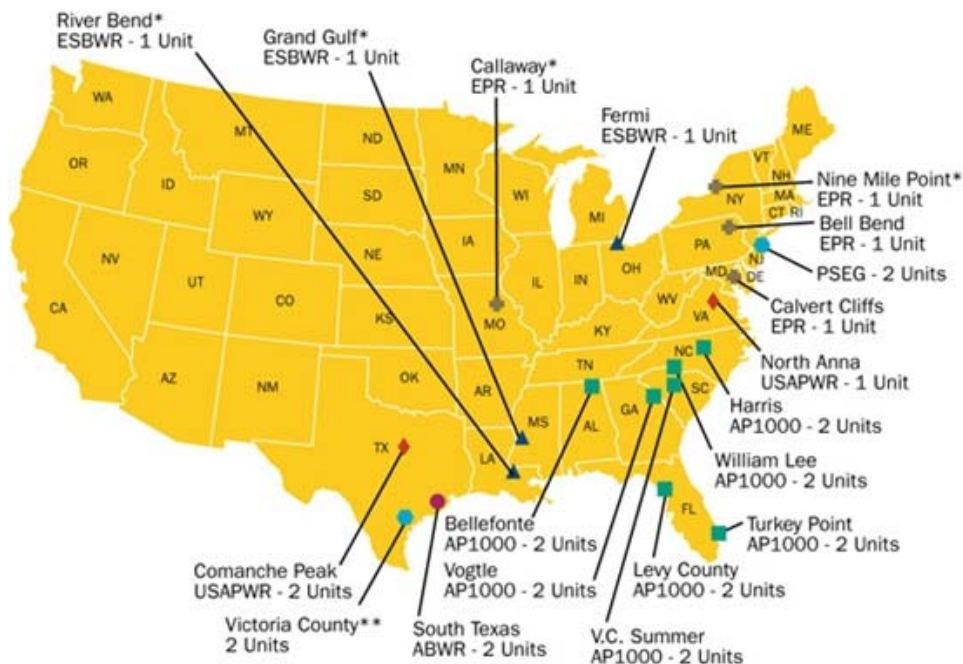 River Bend*
ESBWR - 1 Unit
Grand Gulf*
ESBWR - 1 Unit
Callaway*
EPR - 1 Unit
Fermi
ESBWR - 1 Unit
Nine Mile Point*
EPR - 1 Unit
Bell Bend
EPR - 1 Unit
PSEG - 2 Units
Calvert Cliffs
EPR - 1 Unit
North Anna
USAPWR - 1 Unit
Harris
AP1000 - 2 Units
William Lee
AP1000 - 2 Units
Turkey Point
AP1000 - 2 Units
Levy County
AP1000 - 2 Units
V.C. Summer
AP1000 - 2 Units
Bellefonte
AP1000 - 2 Units
Vogtle
AP1000 - 2 Units
South Texas
ABWR - 2 Units
Victoria County**
2 Units
Comanche Peak
USAPWR - 2 Units
WA
MT
ND
MN
ME
VT
NH
OR
ID
SD
WI
MI
NY
MA
CT
RI
WY
IA
PA
NJ
NV
NE
IL
IN
OH
MD
DE
UT
CO
WV
VA
CA
KS
MO
KY
NC
AZ
NM
OK
AR
TN
SC
TX
LA
MS
AL
GA
FL